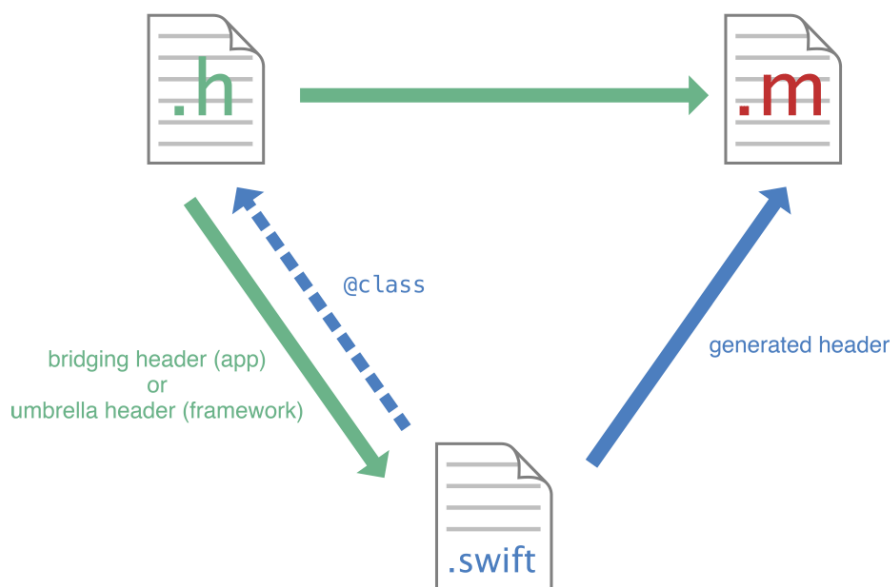 .h
.m
@class
bridging header (app)
or
umbrella header (framework)
generated header
.swift